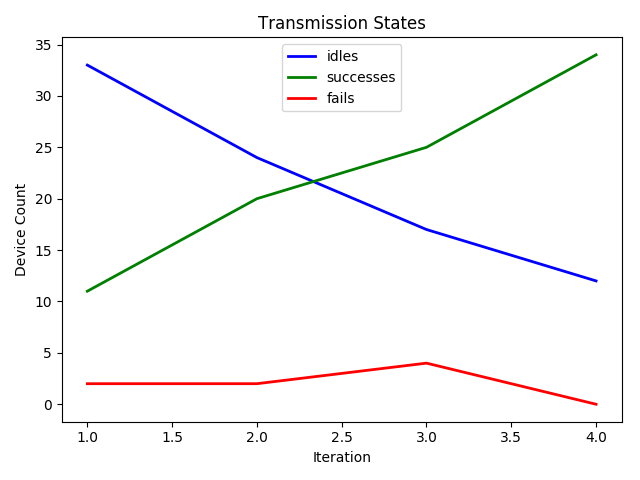 Transmission States
idles
successes
fails
Device Count
35
30
25
20
15
10
5
0
1.0 1.5 2.0 2.5 3.0 3.5 4.0
Iteration